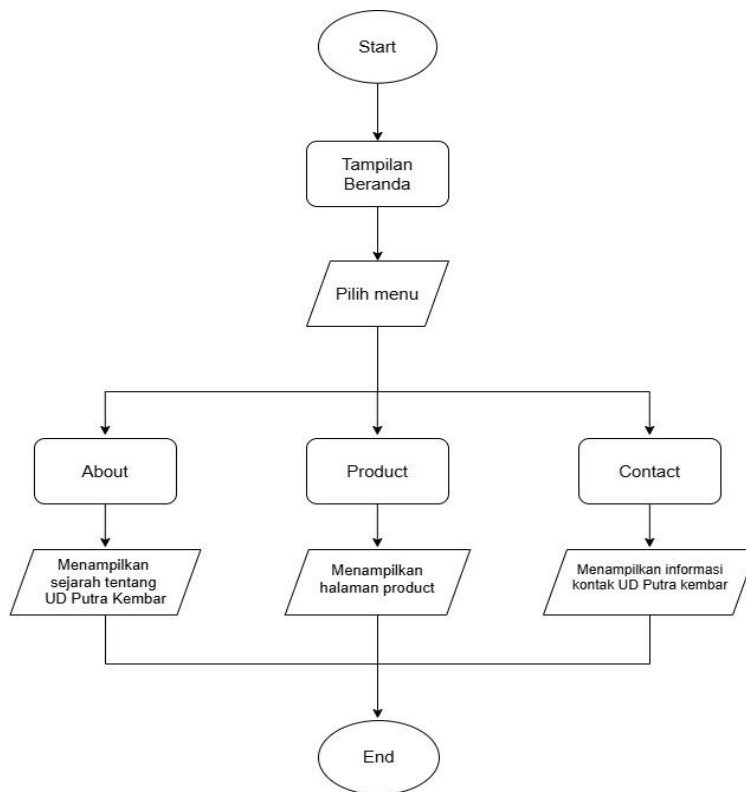 Start
Tampilan
Beranda
Pilih menu
About
Product
Contact
Menampilkan
sejarah tentang
UD Putra Kembar
Menampilkan
halaman product
Menampilkan informasi
kontak UD Putra kembar
End